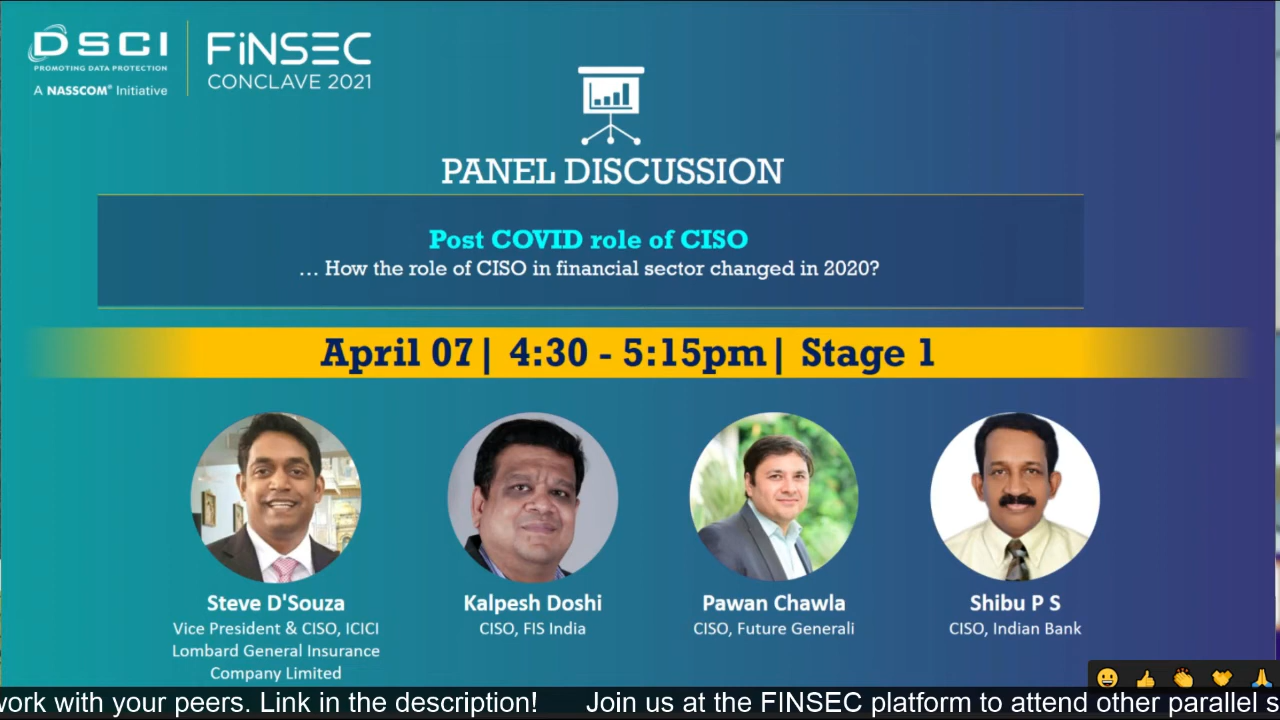 DSCI
PROMOTING DATA PROTECTION
A NASSCOM® Initiative
FiNSEC
CONCLAVE 2021
PANEL DISCUSSION
Post COVID role of CISO
... How the role of CISO in financial sector changed in 2020?
April 07| 4:30 - 5:15pm| Stage 1
Steve D'Souza
Vice President & CISO, ICICI
Lombard General Insurance
Company Limited
Kalpesh Doshi
CISO, FIS India
Pawan Chawla
CISO, Future Generali
Shibu P S
CISO, Indian Bank
work with your peers. Link in the description! Join us at the FINSEC platform to attend other parallel s